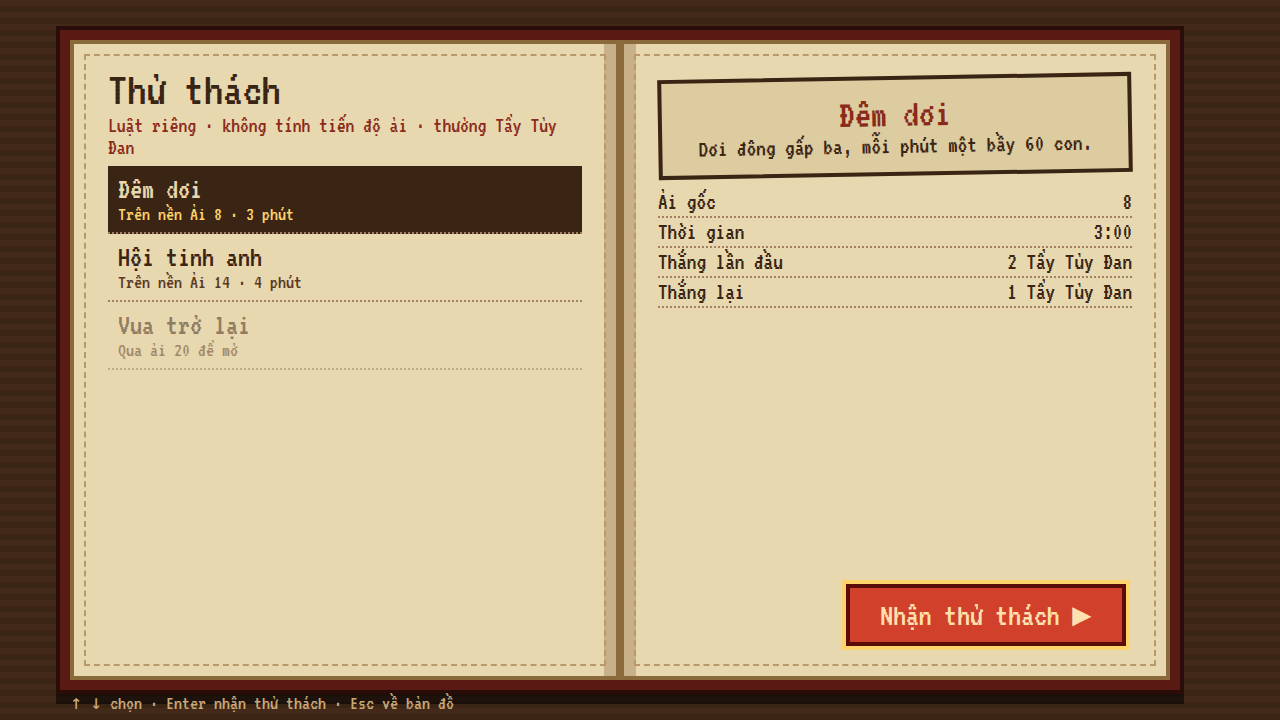 Thử thách
Luật riêng · không tính tiến độ ải · thưởng Tẩy Tủy
Đan
Đêm dơi
Trên nền Ải 8 · 3 phút
Hội tinh anh
Trên nền Ải 14 · 4 phút
Vua trở lại
Qua ải 20 để mở
Đêm dơi
Dơi đông gấp ba, mỗi phút một bầy 60 con.
Ải gốc 8
Thời gian 3:00
Thắng lần đầu 2 Tẩy Tủy Đan
Thắng lại 1 Tẩy Tủy Đan
Nhận thử thách ▶
↑ ↓ chọn · Enter nhận thử thách · Esc về bản đồ